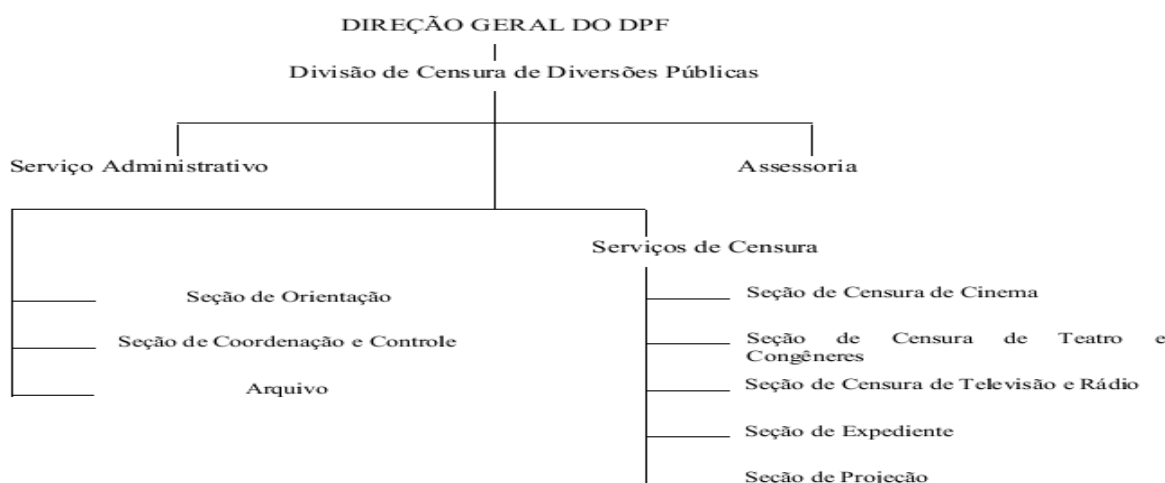 DIREÇÃO GERAL DO DPF
Divisão de Censura de Diversões Públicas
Serviço Administrativo
Assessoria
Serviços de Censura
Seção de Orientação
Seção de Coordenação e Controle
Arquivo
Seção de Censura de Cinema
Seção de Censura de Teatro e
Congêneres
Seção de Censura de Televisão e Rádio
Seção de Expediente
Seção de Projeção